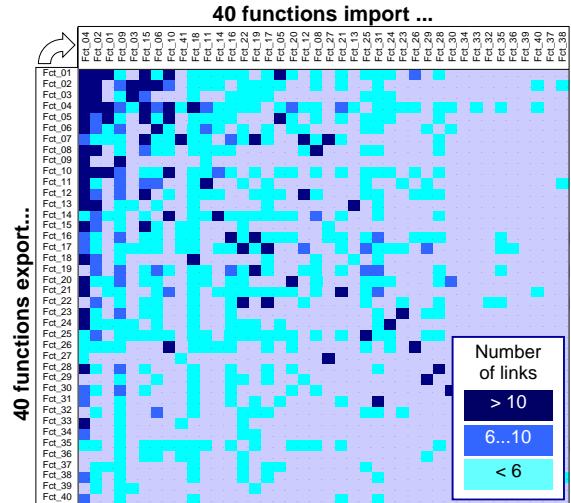 40 functions import ...
Fct_04
Fct_02
Fct_01
Fct_09
Fct_03
Fct_15
Fct_06
Fct_10
Fct_41
Fct_18
Fct_11
Fct_14
Fct_16
Fct_22
Fct_19
Fct_17
Fct_05
Fct_20
Fct_12
Fct_08
Fct_27
Fct_21
Fct_13
Fct_25
Fct_31
Fct_24
Fct_23
Fct_26
Fct_29
Fct_28
Fct_30
Fct_34
Fct_33
Fct_32
Fct_35
Fct_36
Fct_39
Fct_40
Fct_37
Fct_38
40 functions export...
Fct_01
Fct_02
Fct_03
Fct_04
Fct_05
Fct_06
Fct_07
Fct_08
Fct_09
Fct_10
Fct_11
Fct_12
Fct_13
Fct_14
Fct_15
Fct_16
Fct_17
Fct_18
Fct_19
Fct_20
Fct_21
Fct_22
Fct_23
Fct_24
Fct_25
Fct_26
Fct_27
Fct_28
Fct_29
Fct_30
Fct_31
Fct_32
Fct_33
Fct_34
Fct_35
Fct_36
Fct_37
Fct_38
Fct_39
Fct_40
Number
of links
> 10
6...10
< 6